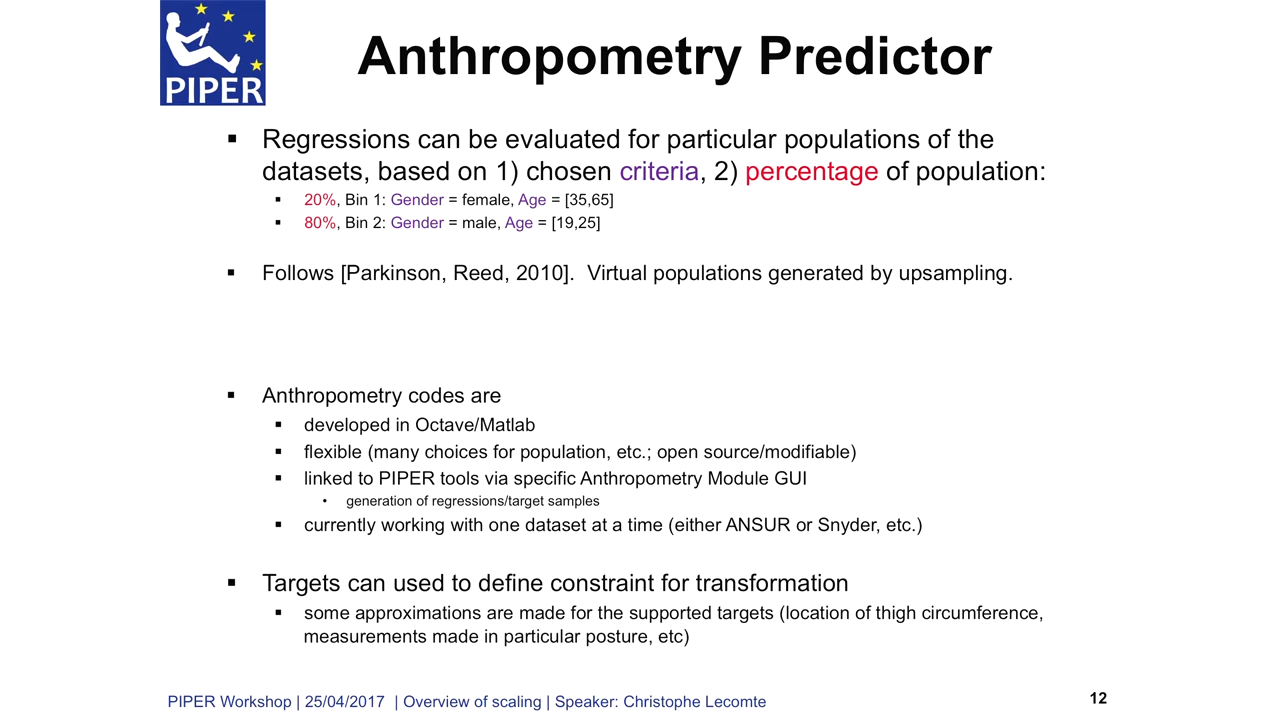 PIPER
Anthropometry Predictor
▪ Regressions can be evaluated for particular populations of the
datasets, based on 1) chosen criteria, 2) percentage of population:
▪ 20%, Bin 1: Gender = female, Age = [35,65]
▪ 80%, Bin 2: Gender = male, Age = [19,25]
▪ Follows [Parkinson, Reed, 2010].  Virtual populations generated by upsampling.
▪ Anthropometry codes are
▪ developed in Octave/Matlab
▪ flexible (many choices for population, etc.; open source/modifiable)
▪ linked to PIPER tools via specific Anthropometry Module GUI
• generation of regressions/target samples
▪ currently working with one dataset at a time (either ANSUR or Snyder, etc.)
▪ Targets can used to define constraint for transformation
▪ some approximations are made for the supported targets (location of thigh circumference,
measurements made in particular posture, etc)
PIPER Workshop | 25/04/2017  | Overview of scaling | Speaker: Christophe Lecomte
12